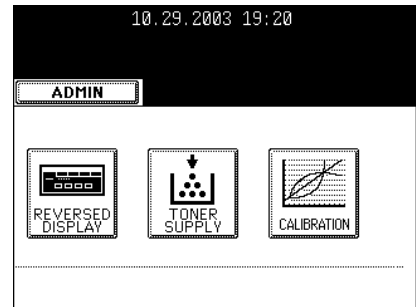 10.29.2003 19:20
ADMIN
REVERSED
DISPLAY
TONER
SUPPLY
CALIBRATION